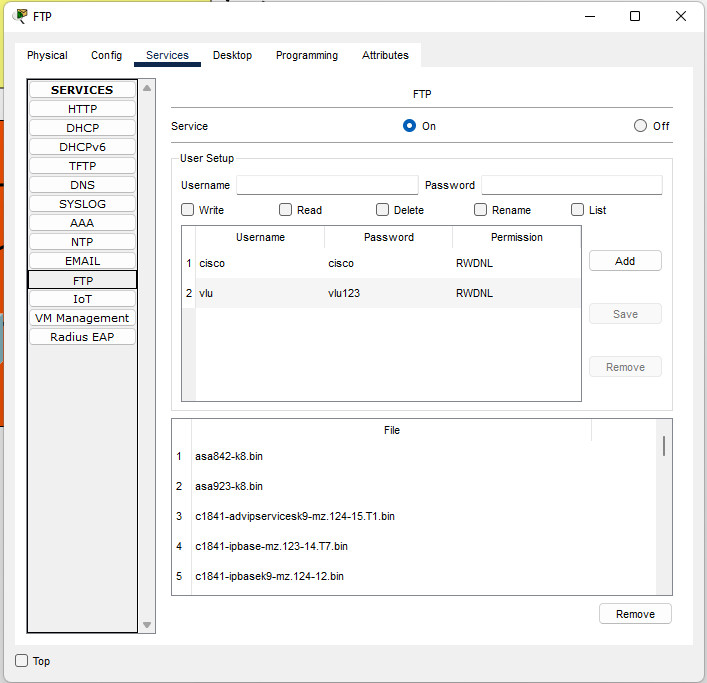 FTP
Physical Config Services Desktop Programming Attributes
SERVICES
HTTP
DHCP
DHCPv6
TFTP
DNS
SYSLOG
AAA
NTP
EMAIL
FTP
IoT
VM Management
Radius EAP
FTP
Service On Off
User Setup
Username Password
Write Read Delete Rename List
Username Password Permission
1 cisco cisco RWDNL
2 vlu vlu123 RWDNL
Add
Save
Remove
File
1 asa842-k8.bin
2 asa923-k8.bin
3 c1841-advipservicesk9-mz.124-15.T1.bin
4 c1841-ipbase-mz.123-14.T7.bin
5 c1841-ipbasek9-mz.124-12.bin
Remove
Top